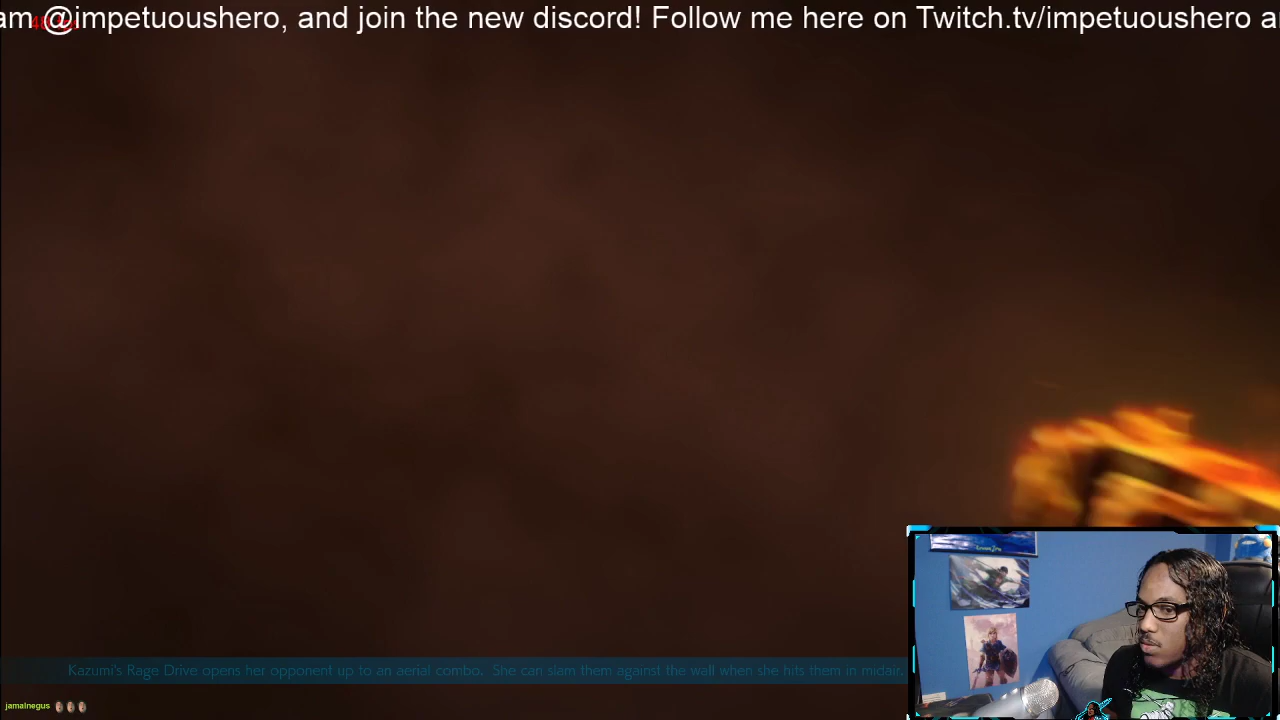 am @impetuoushero, and join the new discord! Follow me here on Twitch.tv/impetuoushero a
Kazumi's Rage Drive opens her opponent up to an aerial combo. She can slam them against the wall when she hits them in midair.
jamalnegus